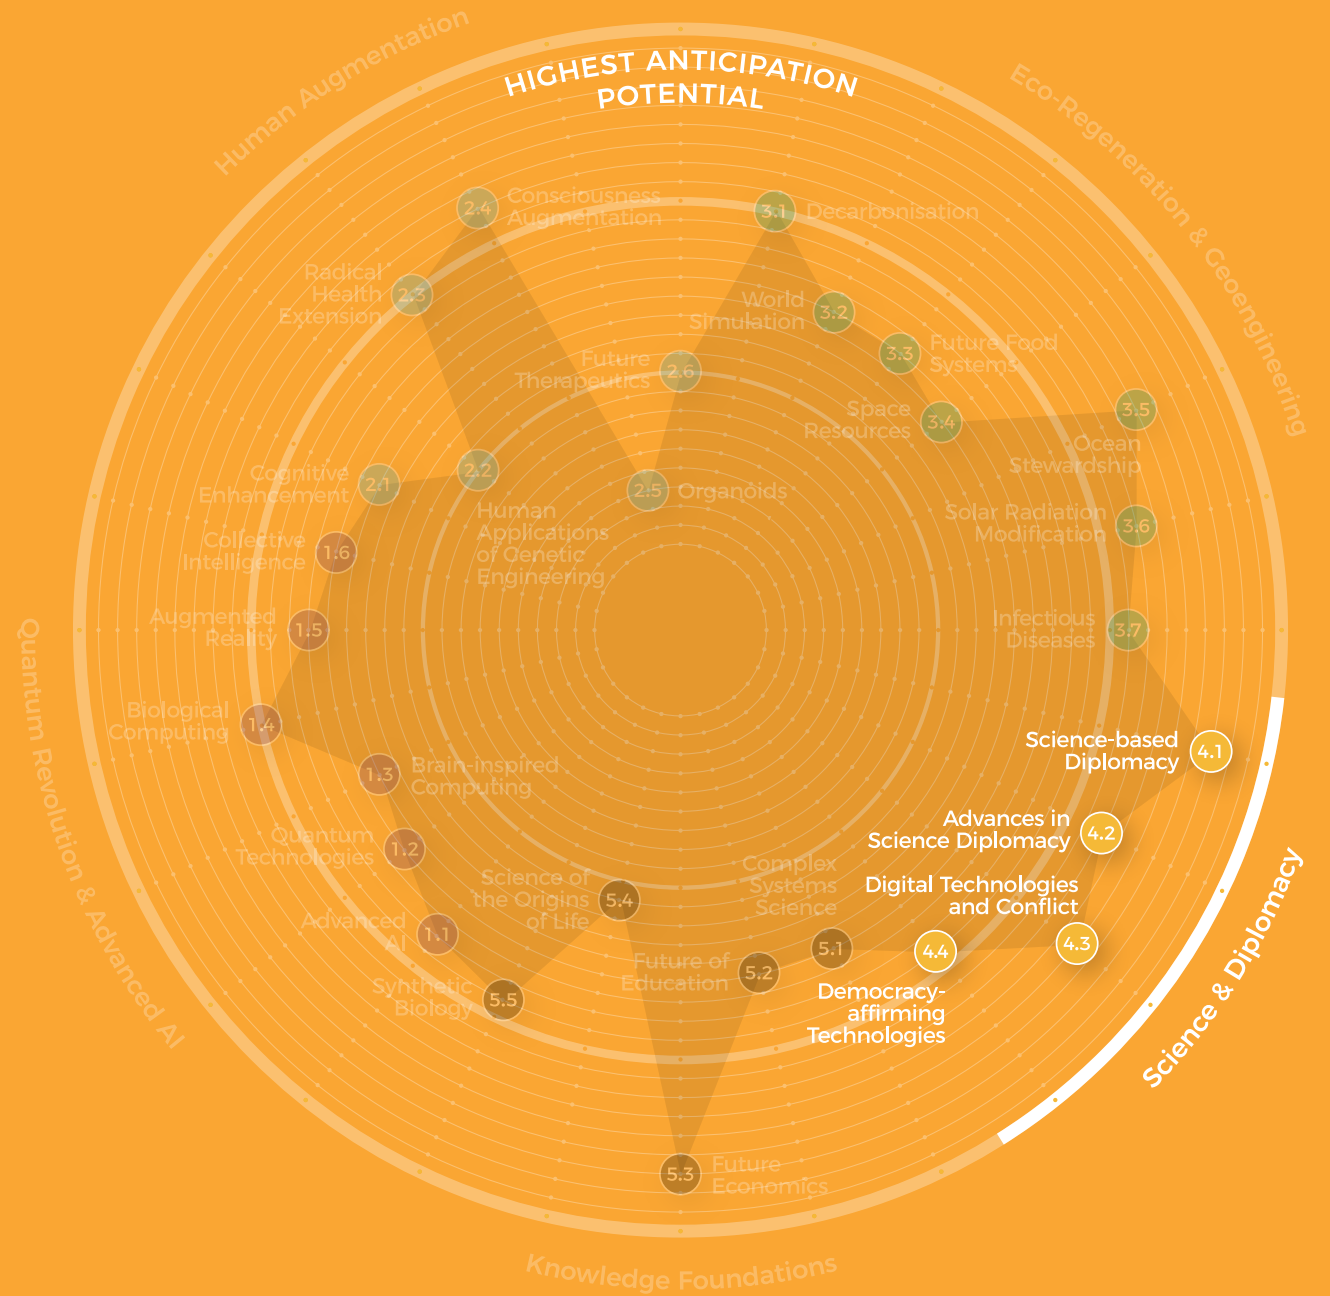 Human Augmentation
HIGHEST ANTICIPATION
POTENTIAL
Eco-Regeneration & Geoengineering
2.4
Consciousness
Augmentation
3.1
Decarbonisation
Radical
Health
Extension
2.3
World
Simulation
3.2
Future
Therapeutics
2.6
3.3
Future Food
Systems
Space
Resources
3.4
3.5
Ocean
Stewardship
Cognitive
Enhancement
2.1
2.2
Human
Applications
of Genetic
Engineering
2.5
Organoids
Solar Radiation
Modification
3.6
Collective
Intelligence
1.6
Augmented
Reality
1.5
Infectious
Diseases
3.7
Quantum Revolution & Advanced AI
Biological
Computing
1.4
Science-based
Diplomacy
4.1
1.3
Brain-inspired
Computing
Advances in
Science Diplomacy
4.2
Quantum
Technologies
1.2
Science of
the Origins
of Life
5.4
Complex
Systems
Science
5.1
Digital Technologies
and Conflict
4.3
Advanced
AI
1.1
Future of
Education
5.2
4.4
Democracy-
affirming
Technologies
Synthetic
Biology
5.5
Science & Diplomacy
5.3
Future
Economics
Knowledge Foundations